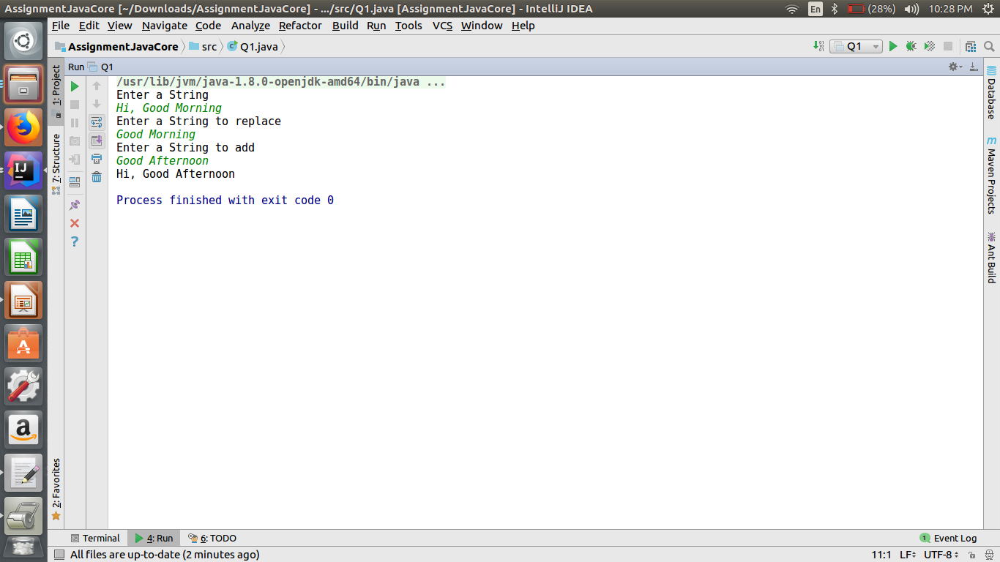 AssignmentJavaCore [~/Downloads/AssignmentJavaCore] - .../src/Q1.java [AssignmentJavaCore] - IntelliJ IDEA
En
(28%)
10:28 PM
File Edit View Navigate Code Analyze Refactor Build Run Tools VCS Window Help
AssignmentJavaCore
src
Q1.java
Q1
Run Q1
1: Project
7: Structure
2: Favorites
/usr/lib/jvm/java-1.8.0-openjdk-amd64/bin/java ...
Enter a String
Hi, Good Morning
Enter a String to replace
Good Morning
Enter a String to add
Good Afternoon
Hi, Good Afternoon
Process finished with exit code 0
Database
m
Maven Projects
Ant Build
IJ
A
a
Terminal
4: Run
6: TODO
1 Event Log
All files are up-to-date (2 minutes ago)
11:1 LF UTF-8